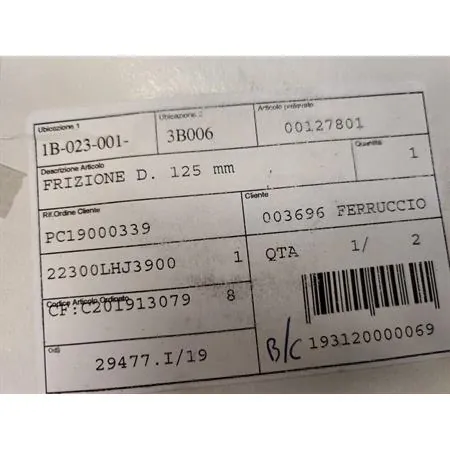 Ubicazione 1
1B-023-001-
Ubicazione 2
3B006
Articolo prelevato
00127801
Descrizione Articolo
FRIZIONE D. 125 mm
Quantità
1
Rif.Ordine Cliente
PC19000339
Cliente
003696 FERRUCCIO
22300LHJ3900 1
QTA 1/ 2
Codice Articolo Ordinato
CF:C201913079 8
OdS
29477.I/19
B/C 193120000069